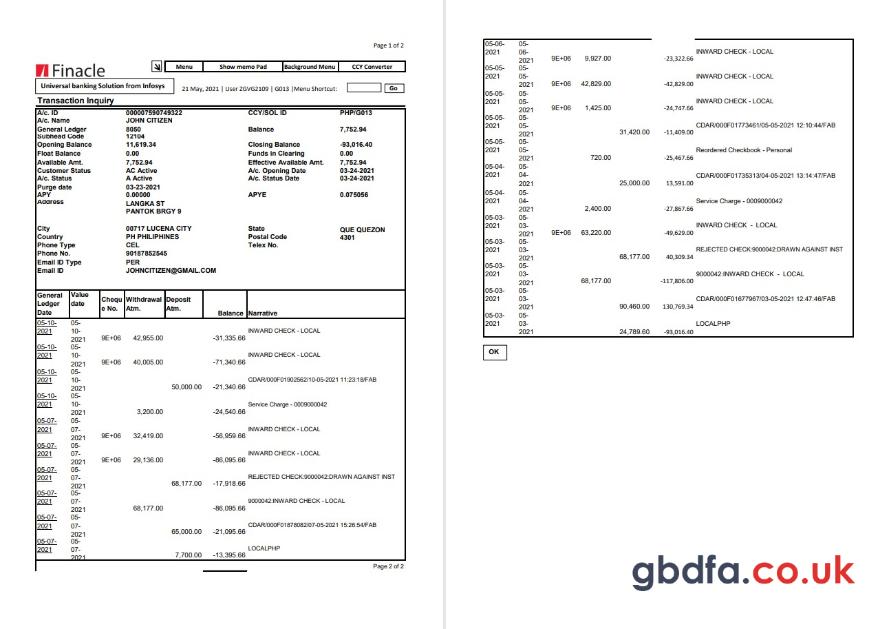 Page 1 of 2
Finacle
Menu Show memo Pad Background Menu CCY Converter
Universal banking Solution from Infosys
21 May, 2021 | User ZGVG2109 | G013 |Menu Shortcut: Go
Transaction Inquiry
A/c. ID 000007590749322 CCY/SOL ID PHP/G013
A/c. Name JOHN CITIZEN
General Ledger 8050 Balance 7,752.94
Subhead Code 12104
Opening Balance 11,619.34 Closing Balance -93,016.40
Float Balance 0.00 Funds in Clearing 0.00
Available Amt. 7,752.94 Effective Available Amt. 7,752.94
Customer Status AC Active A/c. Opening Date 03-24-2021
A/c. Status A Active A/c. Status Date 03-24-2021
Purge date 03-23-2021
APY 0.00000 APYE 0.075056
Address LANGKA ST
PANTOK BRGY 9
City 00717 LUCENA CITY State QUE QUEZON
Country PH PHILIPHINES Postal Code 4301
Phone Type CEL Telex No.
Phone No. 90187852545
Email ID Type PER
Email ID JOHNCITIZEN@GMAIL.COM
General Ledger Date Value date Chequ e No. Withdrawal Atm. Deposit Atm. Balance Narrative
05-10-2021 05-10-2021 9E+06 42,955.00 -31,335.66 INWARD CHECK - LOCAL
05-10-2021 05-10-2021 9E+06 40,005.00 -71,340.66 INWARD CHECK - LOCAL
05-10-2021 05-10-2021 50,000.00 -21,340.66 CDAR/000F01902562/10-05-2021 11:23:18/FAB
05-10-2021 05-10-2021 3,200.00 -24,540.66 Service Charge - 0009000042
05-07-2021 05-07-2021 9E+06 32,419.00 -56,959.66 INWARD CHECK - LOCAL
05-07-2021 05-07-2021 9E+06 29,136.00 -86,095.66 INWARD CHECK - LOCAL
05-07-2021 05-07-2021 68,177.00 -17,918.66 REJECTED CHECK:9000042:DRAWN AGAINST INST
05-07-2021 05-07-2021 68,177.00 -86,095.66 9000042:INWARD CHECK - LOCAL
05-07-2021 05-07-2021 65,000.00 -21,095.66 CDAR/000F01878082/07-05-2021 15:26:54/FAB
05-07-2021 05-07-2021 7,700.00 -13,395.66 LOCALPHP
Page 2 of 2
05-06-2021 05-06-2021 9E+06 9,927.00 -23,322.66 INWARD CHECK - LOCAL
05-05-2021 05-05-2021 9E+06 42,829.00 -42,829.00 INWARD CHECK - LOCAL
05-05-2021 05-05-2021 9E+06 1,425.00 -24,747.66 INWARD CHECK - LOCAL
05-05-2021 05-05-2021 31,420.00 -11,409.00 CDAR/000F01773461/05-05-2021 12:10:44/FAB
05-05-2021 05-05-2021 720.00 -25,467.66 Reordered Checkbook - Personal
05-04-2021 05-04-2021 25,000.00 13,591.00 CDAR/000F01735313/04-05-2021 13:14:47/FAB
05-04-2021 05-04-2021 2,400.00 -27,867.66 Service Charge - 0009000042
05-03-2021 05-03-2021 9E+06 63,220.00 -49,629.00 INWARD CHECK - LOCAL
05-03-2021 05-03-2021 68,177.00 40,309.34 REJECTED CHECK:9000042:DRAWN AGAINST INST
05-03-2021 05-03-2021 68,177.00 -117,806.00 9000042:INWARD CHECK - LOCAL
05-03-2021 05-03-2021 90,460.00 130,769.34 CDAR/000F01677967/03-05-2021 12.47.46/FAB
05-03-2021 05-03-2021 24,789.60 -93,016.40 LOCALPHP
OK
gbdfa.co.uk